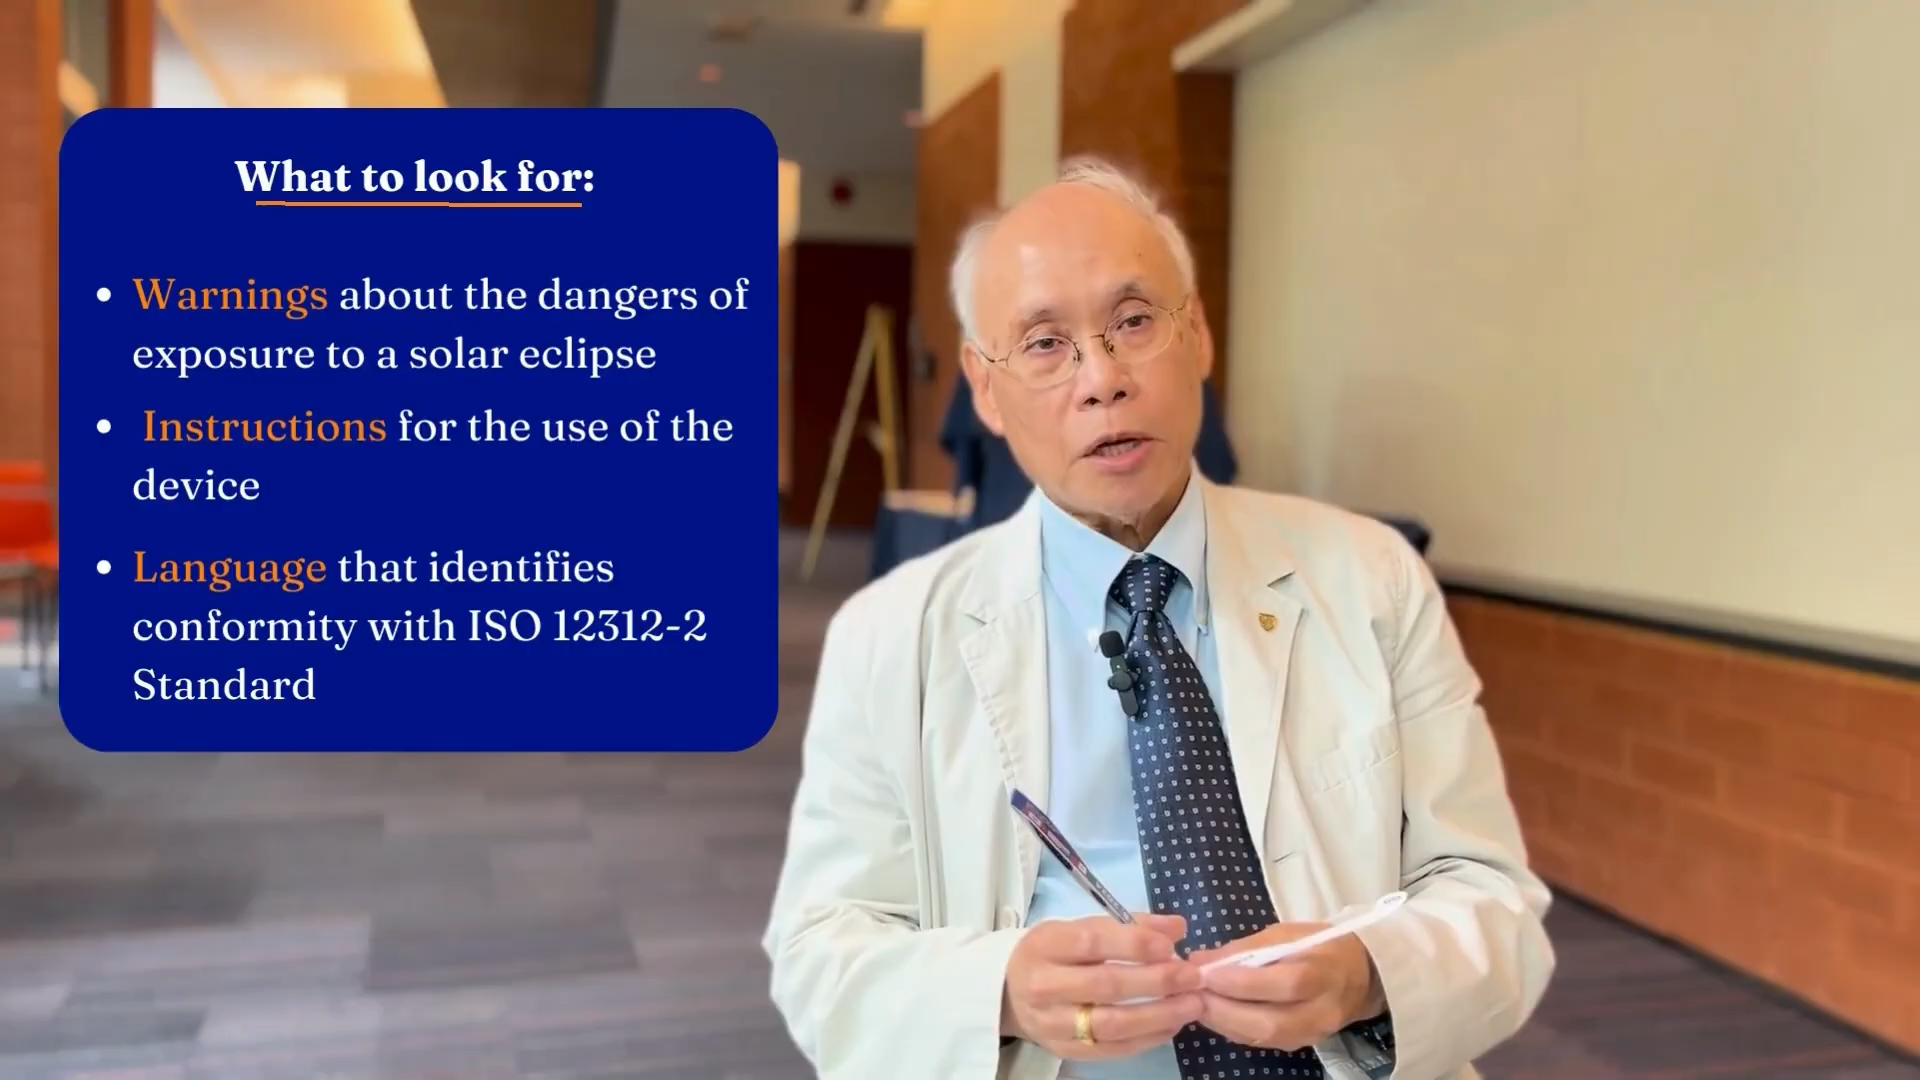 What to look for:
• Warnings about the dangers of
exposure to a solar eclipse
• Instructions for the use of the
device
• Language that identifies
conformity with ISO 12312-2
Standard